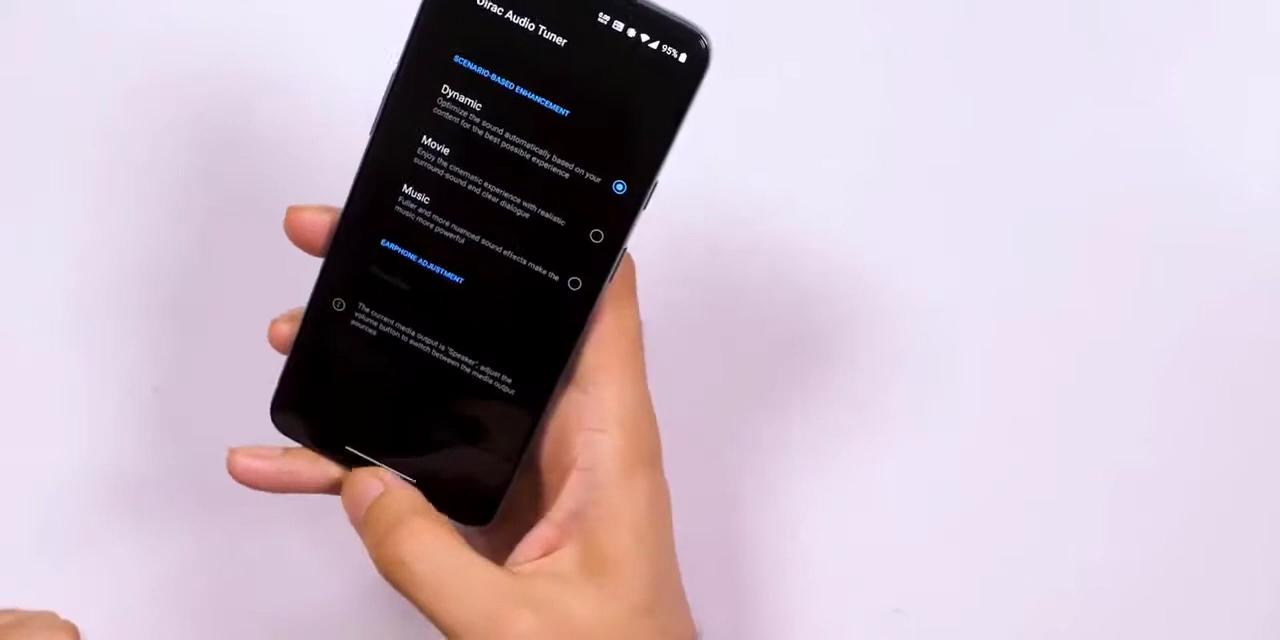 Dirac Audio Tuner
95%
SCENARIO-BASED ENHANCEMENT
Dynamic
Optimize the sound automatically based on your
content for the best possible experience
Movie
Enjoy the cinematic experience with realistic
surround-sound and clear dialogue
Music
Fuller and more nuanced sound effects make the
music more powerful
EARPHONE ADJUSTMENT
The current media output is "Speaker", adjust the
volume button to switch between the media output
sources